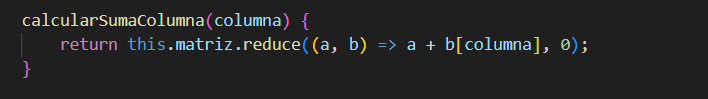 calcularSumaColumna(columna) {
    return this.matriz.reduce((a, b) => a + b[columna], 0);
}